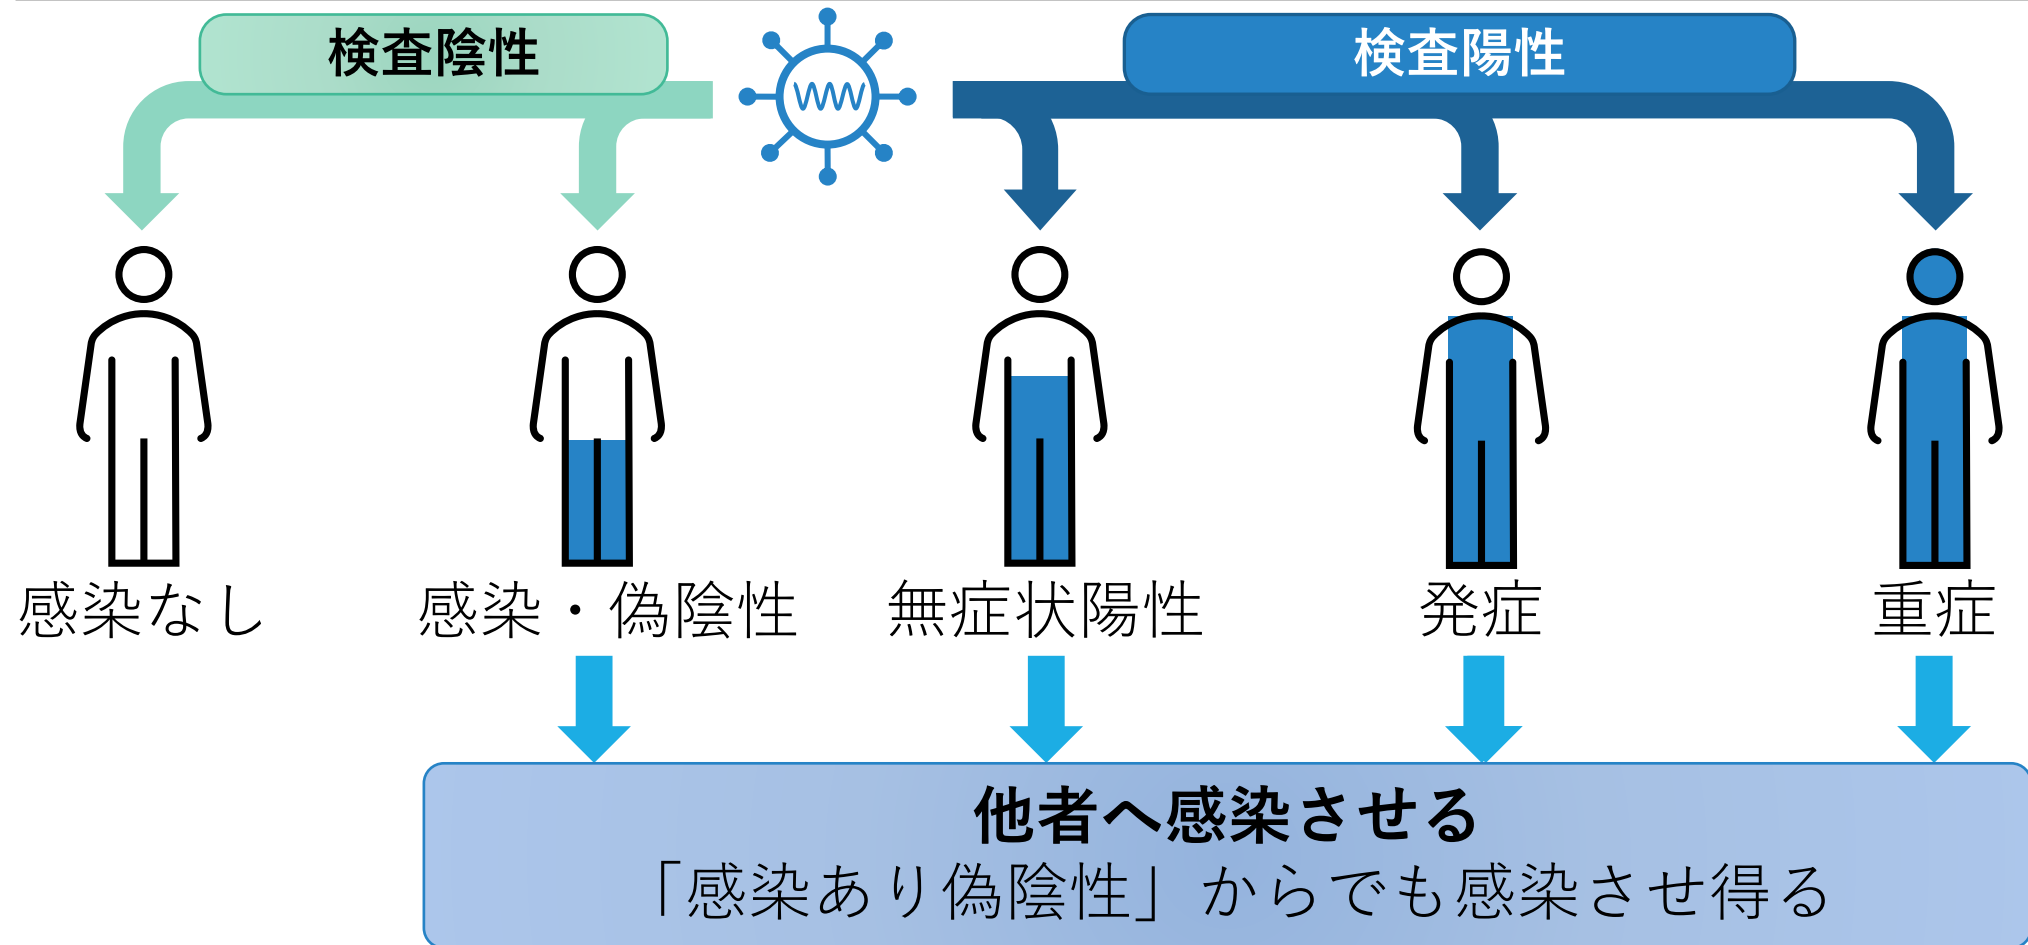 検査陰性
検査陽性
感染なし
感染・偽陰性
無症状陽性
発症
重症
他者へ感染させる
「感染あり偽陰性」からでも感染させ得る